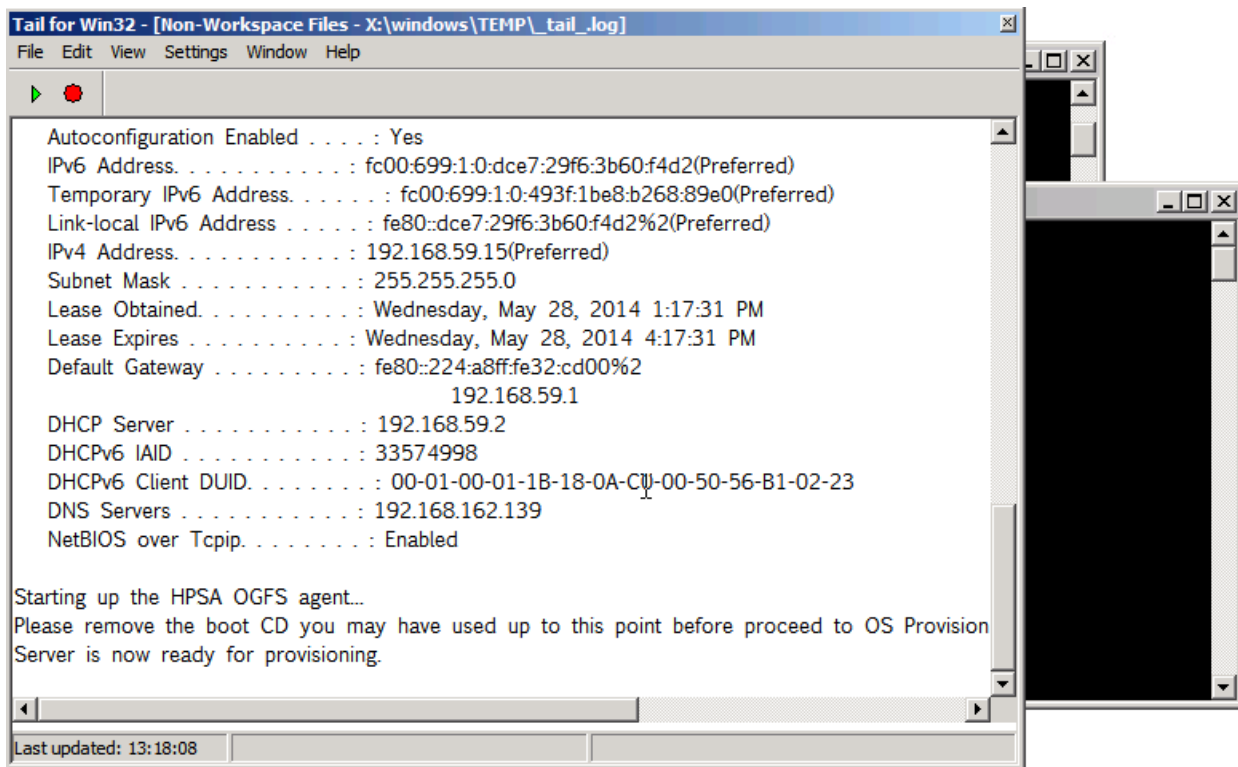 Tail for Win32 - [Non-Workspace Files - X:\windows\TEMP\_tail_.log]
File Edit View Settings Window Help
Autoconfiguration Enabled . . . . : Yes
IPv6 Address. . . . . . . . . . . : fc00:699:1:0:dce7:29f6:3b60:f4d2(Preferred)
Temporary IPv6 Address. . . . . . : fc00:699:1:0:493f:1be8:b268:89e0(Preferred)
Link-local IPv6 Address . . . . . : fe80::dce7:29f6:3b60:f4d2%2(Preferred)
IPv4 Address. . . . . . . . . . . : 192.168.59.15(Preferred)
Subnet Mask . . . . . . . . . . . : 255.255.255.0
Lease Obtained. . . . . . . . . . : Wednesday, May 28, 2014 1:17:31 PM
Lease Expires . . . . . . . . . . : Wednesday, May 28, 2014 4:17:31 PM
Default Gateway . . . . . . . . . : fe80::224:a8ff:fe32:cd00%2
192.168.59.1
DHCP Server . . . . . . . . . . . : 192.168.59.2
DHCPv6 IAID . . . . . . . . . . . : 33574998
DHCPv6 Client DUID. . . . . . . . :
DNS Servers . . . . . . . . . . . : 192.168.162.139
NetBIOS over Tcpip. . . . . . . . : Enabled
Starting up the HPSA OGFS agent...
Please remove the boot CD you may have used up to this point before proceed to OS Provision
Server is now ready for provisioning.
Last updated: 13:18:08